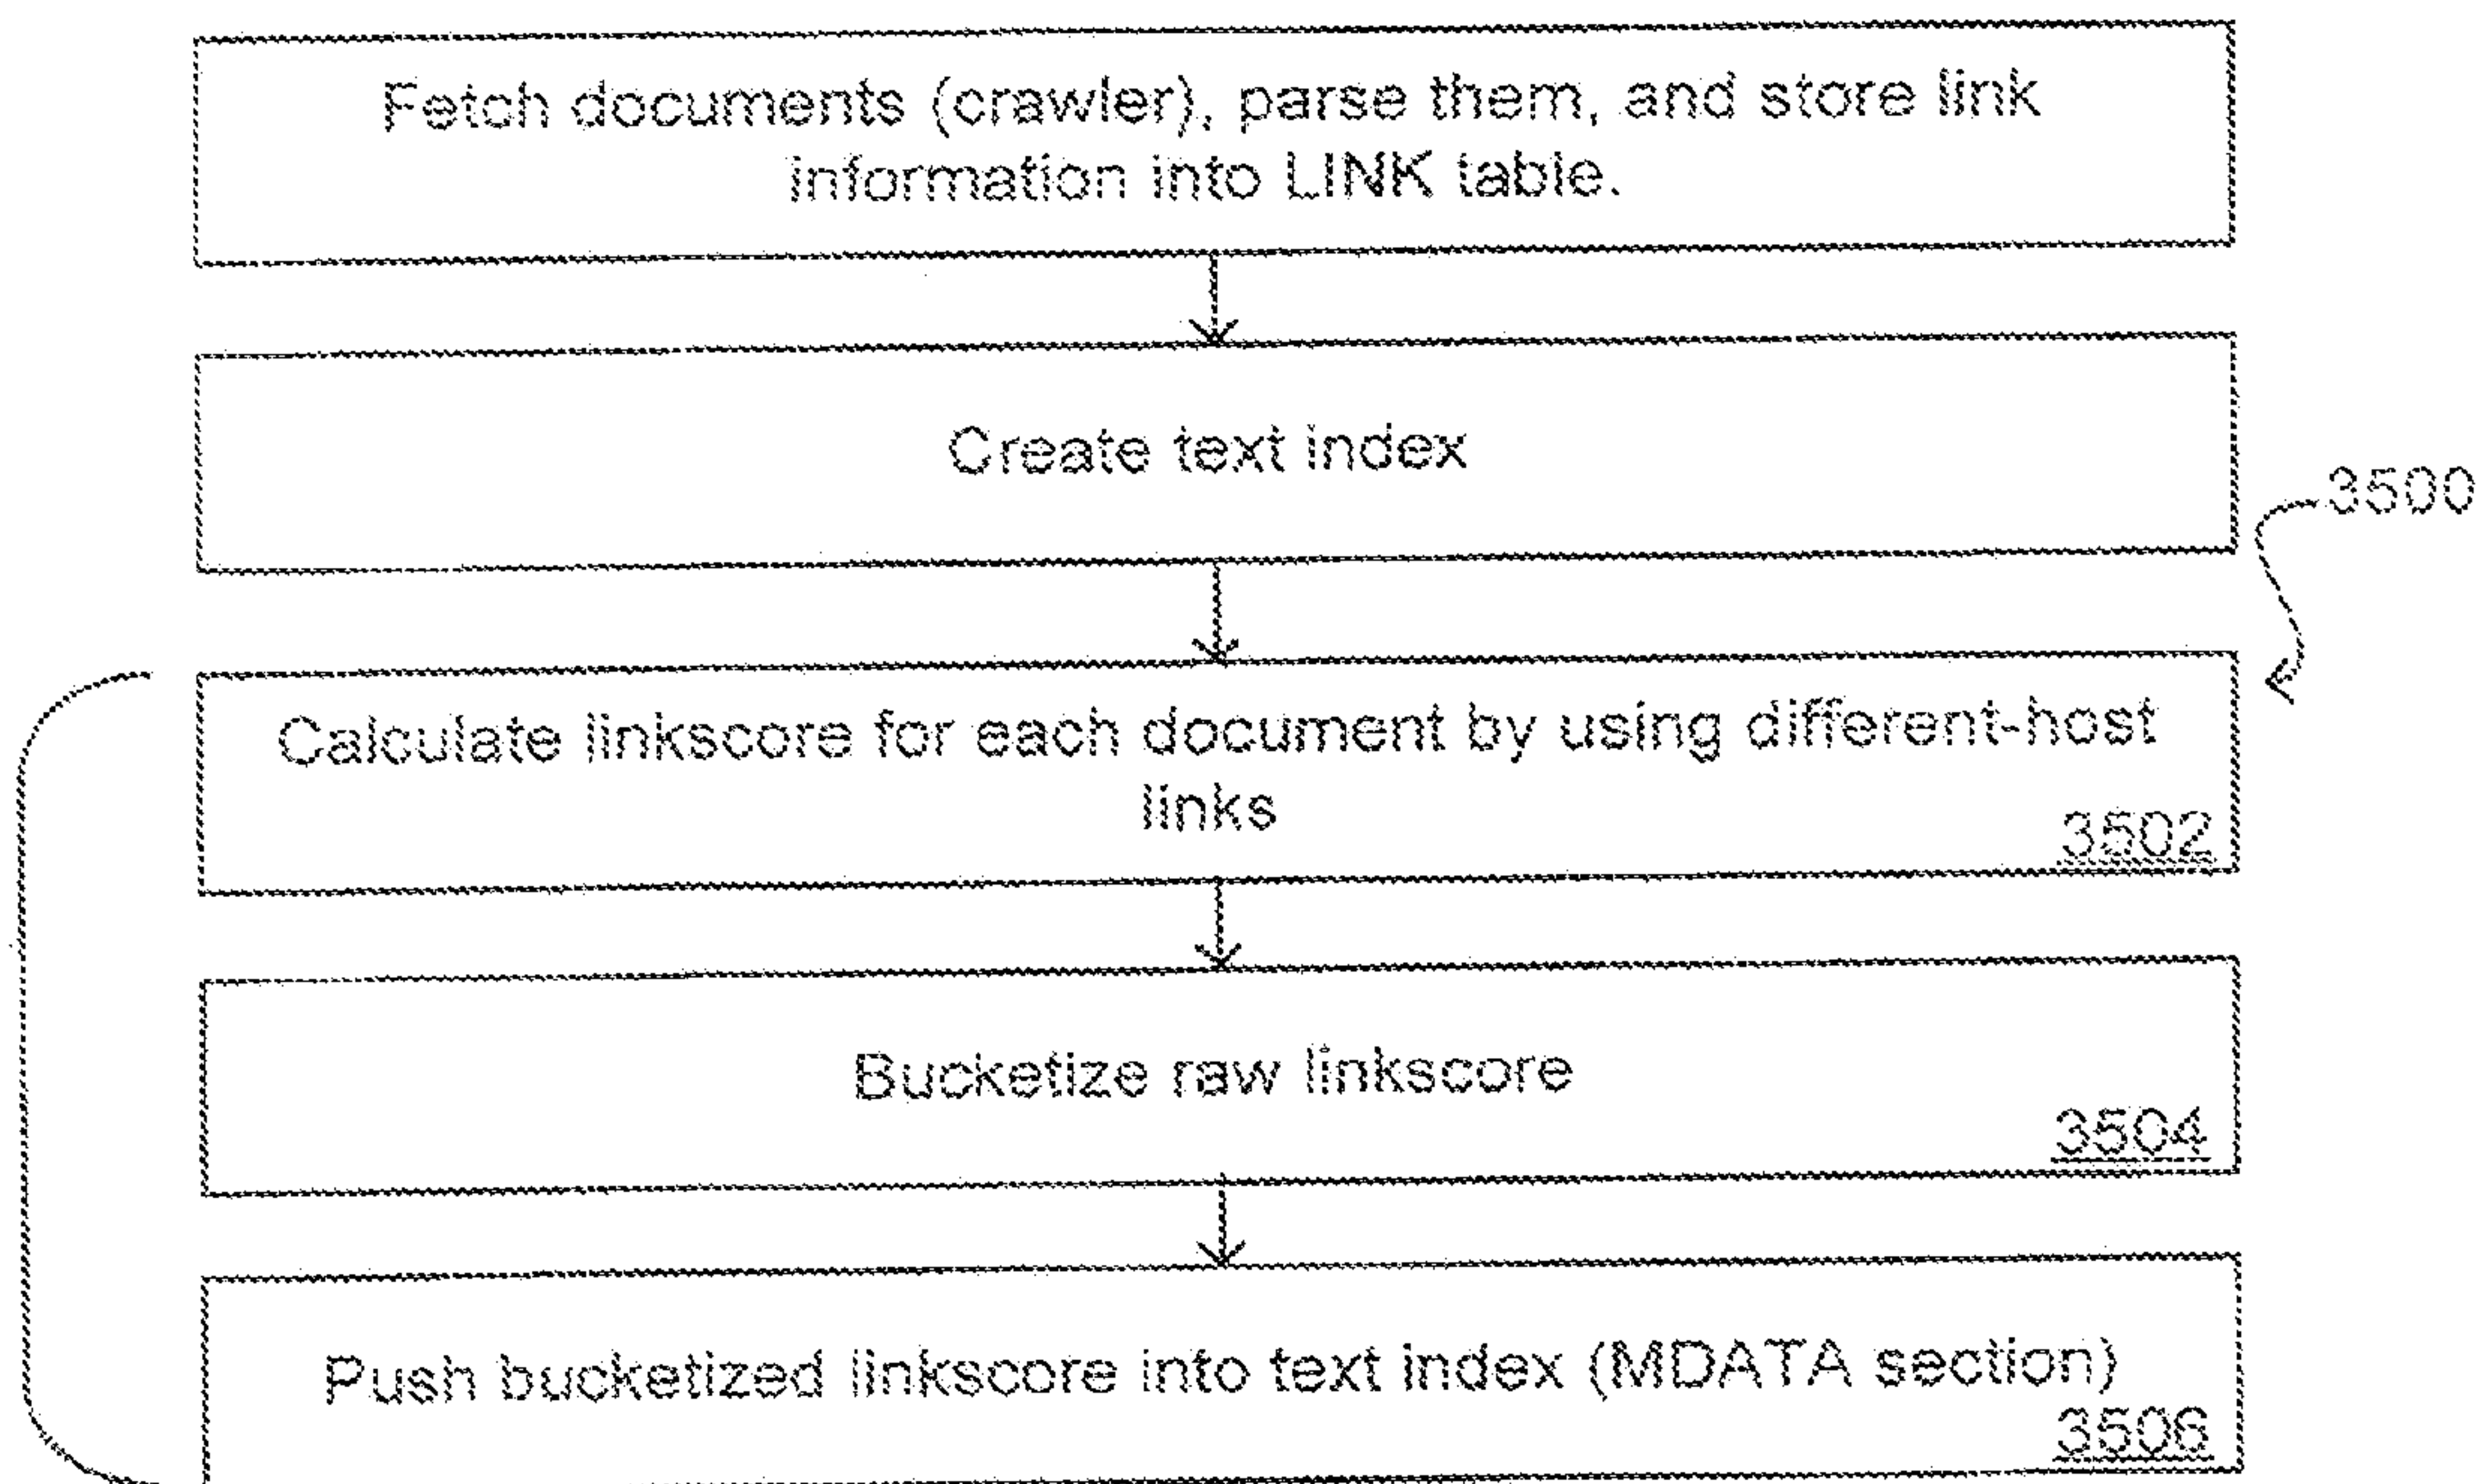 Fetch documents (crawler), parse them, and store link
information into LINK table.
Create text index
3500
Calculate linkscore for each document by using different-host
links
3502
Bucketize raw linkscore
3504
Push bucketized linkscore into text index (MDATA section)
3506